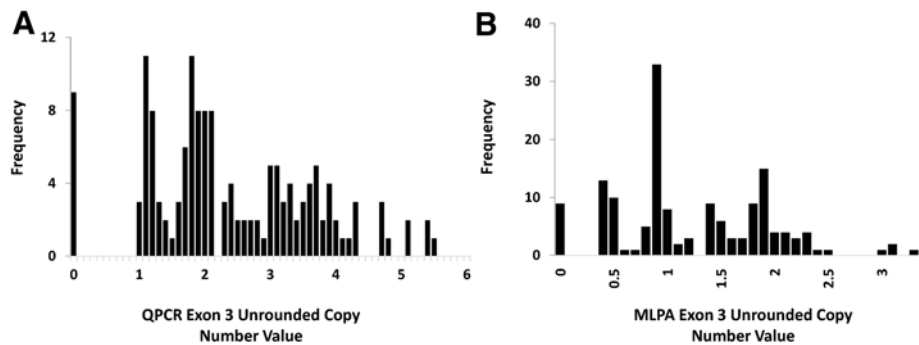 A
12
8
4
0
Frequency
0 1 2 3 4 5 6
QPCR Exon 3 Unrounded Copy
Number Value
B
40
30
20
10
0
Frequency
0 0.5 1 1.5 2 2.5 3
MLPA Exon 3 Unrounded Copy
Number Value